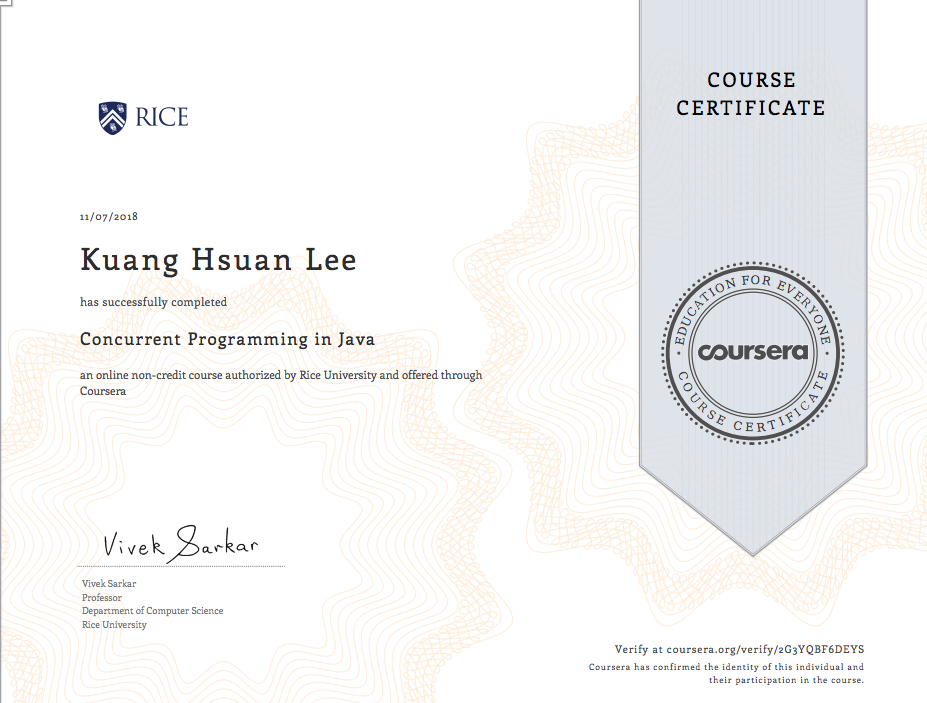 RICE
11/07/2018
Kuang Hsuan Lee
has successfully completed
Concurrent Programming in Java
an online non-credit course authorized by Rice University and offered through
Coursera
Vivek Sarkar
Vivek Sarkar
Professor
Department of Computer Science
Rice University
COURSE
CERTIFICATE
EDUCATION FOR EVERYONE
coursera
COURSE CERTIFICATE
Verify at coursera.org/verify/2G3YQBF6DEYS
Coursera has confirmed the identity of this individual and
their participation in the course.